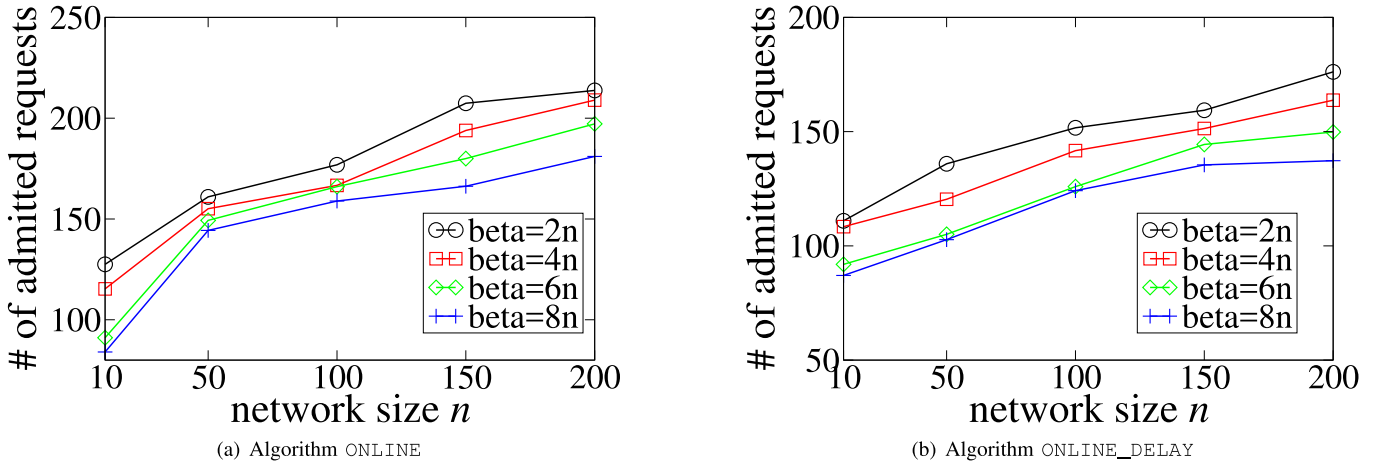 # of admitted requests
250
200
150
100
10
50
100
150
200
network size n
beta=2n
beta=4n
beta=6n
beta=8n
(a) Algorithm ONLINE
# of admitted requests
200
150
100
50
10
50
100
150
200
network size n
beta=2n
beta=4n
beta=6n
beta=8n
(b) Algorithm ONLINE_DELAY